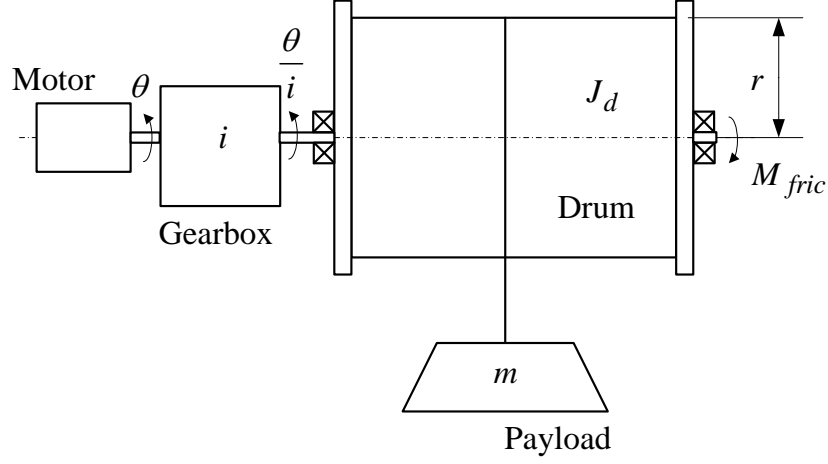 Motor
θ
i
Gearbox
θ
i
J_d
r
M_fric
Drum
m
Payload